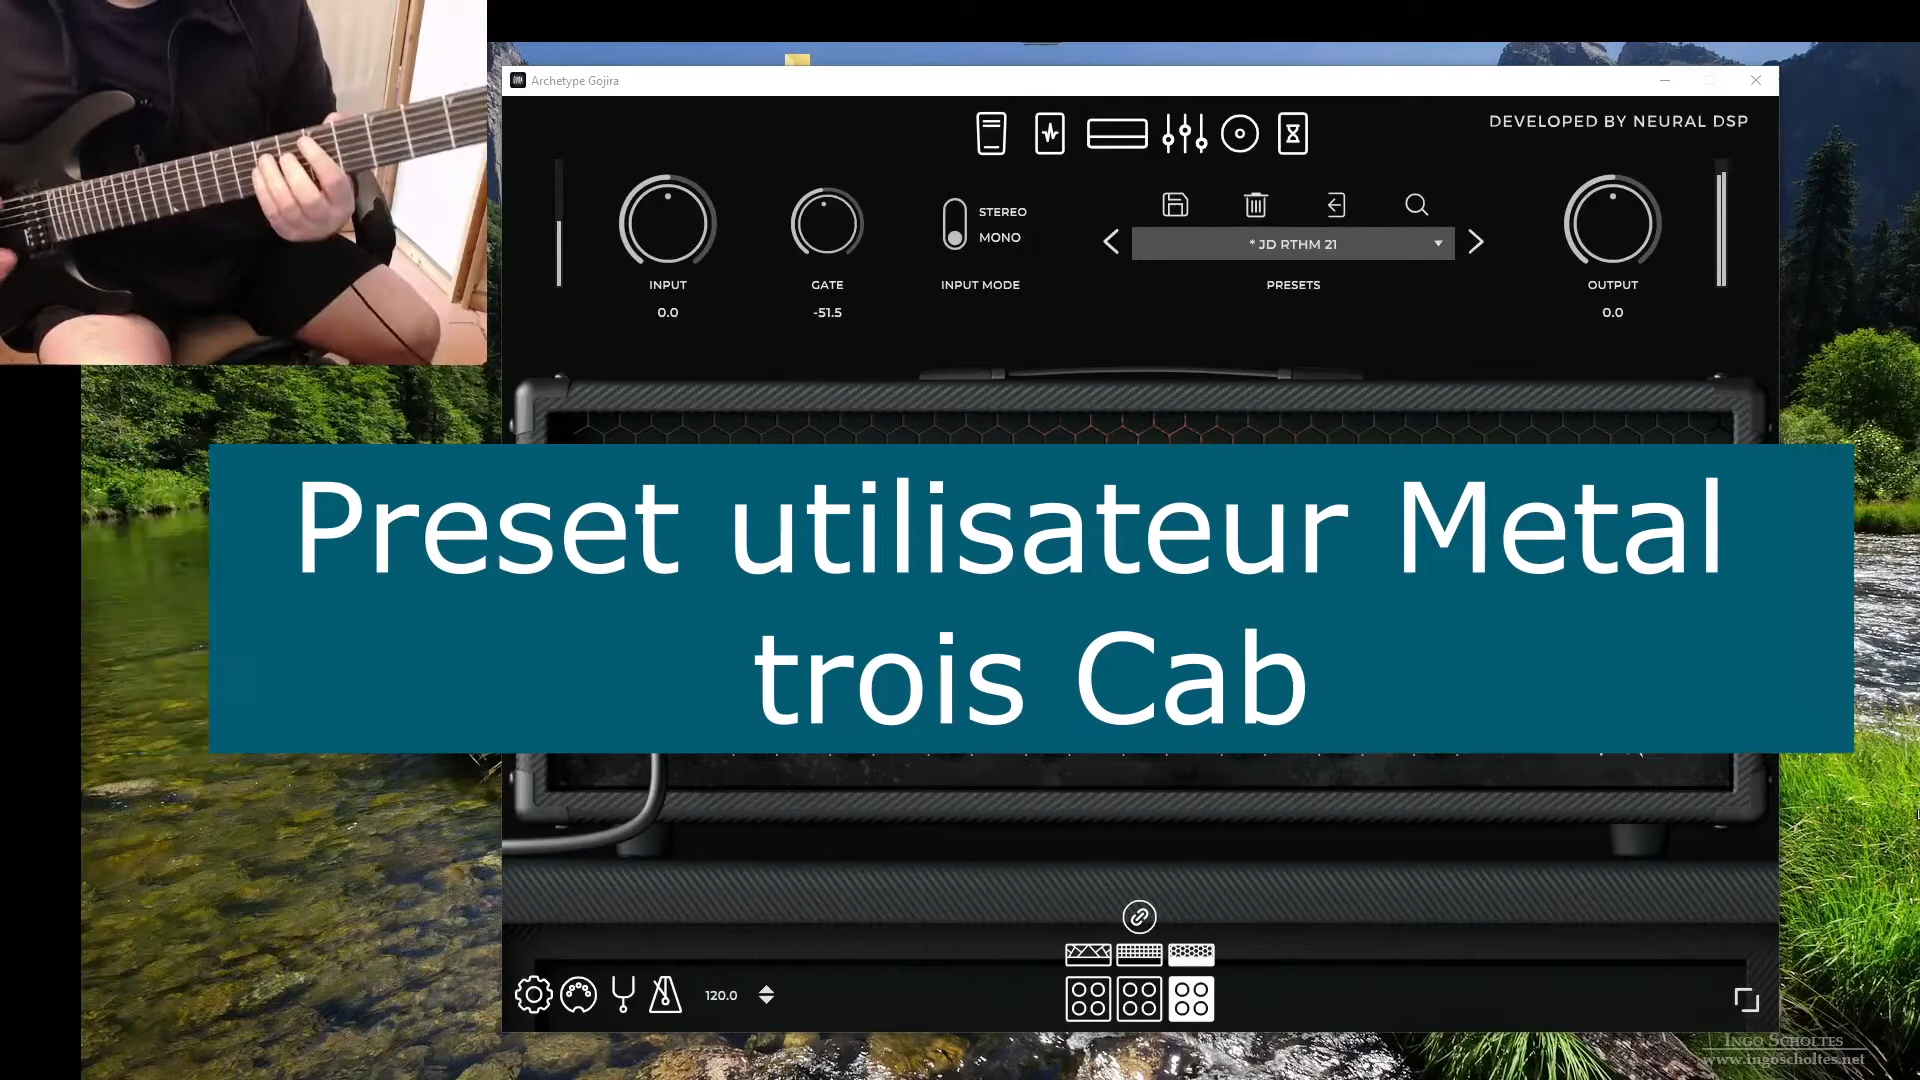 Archetype Gojira
DEVELOPED BY NEURAL DSP
STEREO
MONO
* JD RTHM 21
INPUT
GATE
INPUT MODE
PRESETS
OUTPUT
0.0
-51.5
0.0
Preset utilisateur Metal
trois Cab
120.0
INGO SCHOLTES
www.ingoscholtes.net